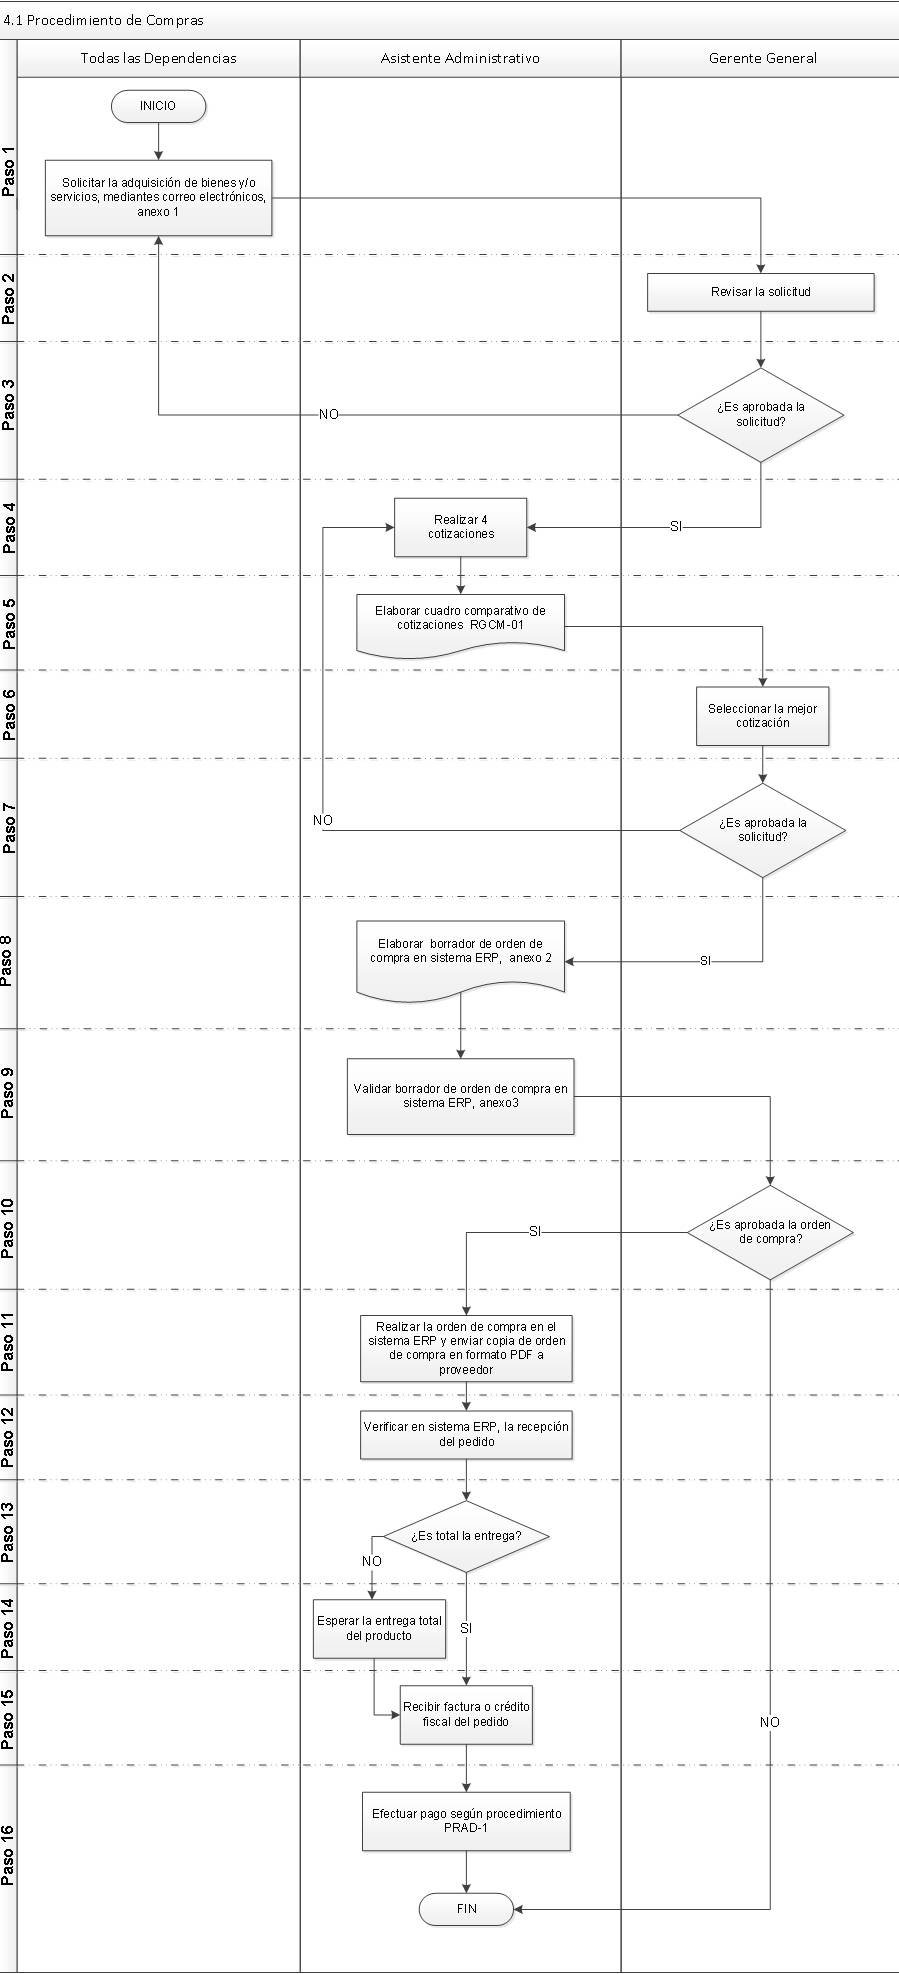 4.1 Procedimiento de Compras
Todas las Dependencias
Asistente Administrativo
Gerente General
Paso 1
INICIO
Solicitar la adquisición de bienes y/o
servicios, mediantes correo electrónicos,
anexo 1
Paso 2
Revisar la solicitud
Paso 3
¿Es aprobada la
solicitud?
NO
Paso 4
Realizar 4
cotizaciones
SI
Paso 5
Elaborar cuadro comparativo de
cotizaciones RGCM-01
Paso 6
Seleccionar la mejor
cotización
Paso 7
NO
¿Es aprobada la
solicitud?
Paso 8
Elaborar borrador de orden de
compra en sistema ERP, anexo 2
SI
Paso 9
Validar borrador de orden de compra en
sistema ERP, anexo3
Paso 10
SI
¿Es aprobada la orden
de compra?
Paso 11
Realizar la orden de compra en el
sistema ERP y enviar copia de orden
de compra en formato PDF a
proveedor
Paso 12
Verificar en sistema ERP, la recepción
del pedido
Paso 13
¿Es total la entrega?
NO
Paso 14
Esperar la entrega total
del producto
SI
Paso 15
Recibir factura o crédito
fiscal del pedido
NO
Paso 16
Efectuar pago según procedimiento
PRAD-1
FIN